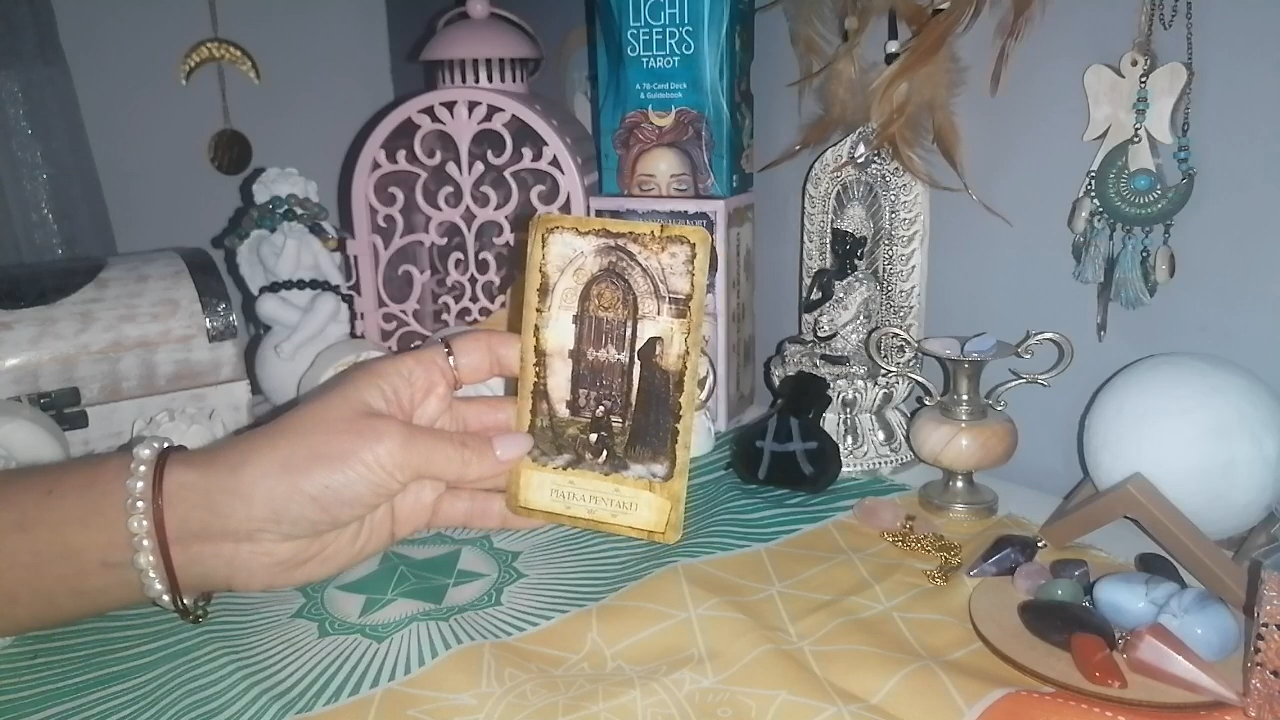 LIGHT
SEER'S
TAROT
A 78-Card Deck
& Guidebook
PIĄTKA PENTAKLI